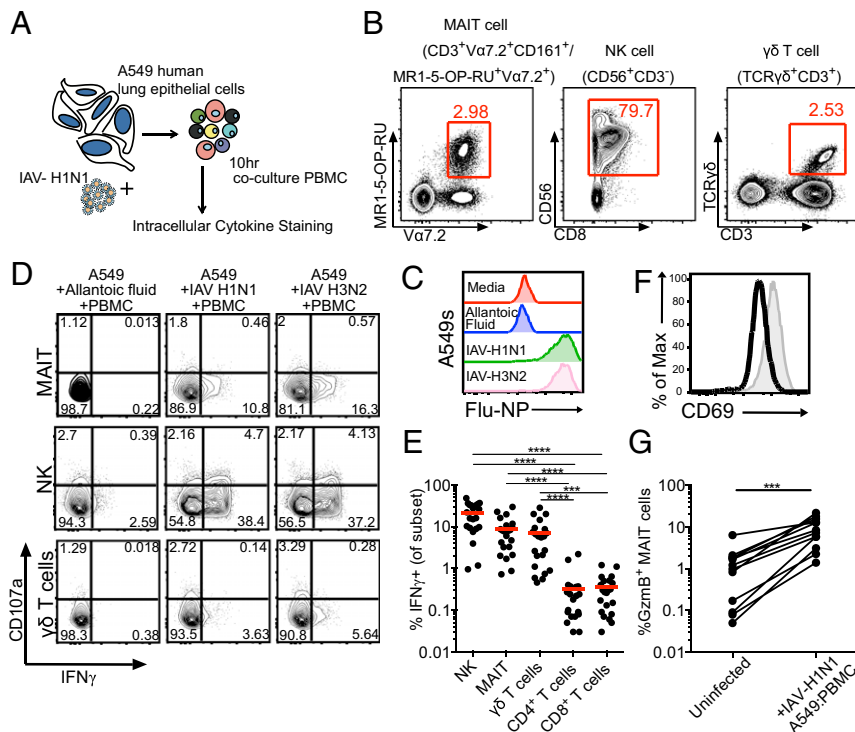 A
A549 human
lung epithelial cells
IAV- H1N1
+
10hr
co-culture PBMC
Intracellular Cytokine Staining
B
MAIT cell
(CD3+Vα7.2+CD161+/
MR1-5-OP-RU+Vα7.2+)
NK cell
(CD56+CD3-)
γδ T cell
(TCRγδ+CD3+)
2.98
79.7
2.53
MR1-5-OP-RU
Vα7.2
CD56
CD8
TCRγδ
CD3
D
A549
+Allantoic fluid
+PBMC
A549
+IAV H1N1
+PBMC
A549
+IAV H3N2
+PBMC
MAIT
1.12 0.013
98.7 0.22
1.8 0.46
86.9 10.8
2 0.57
81.1 16.3
NK
2.7 0.39
94.3 2.59
2.16 4.7
54.8 38.4
2.17 4.13
56.5 37.2
γδ T cells
1.29 0.018
98.3 0.38
2.72 0.14
93.5 3.63
3.29 0.28
90.8 5.64
CD107a
IFNγ
C
A549s
Media
Allantoic
Fluid
IAV-H1N1
IAV-H3N2
Flu-NP
F
% of Max
100
80
60
40
20
0
CD69
E
****
****
****
****
***
****
% IFNγ+ (of subset)
100
10
1
0.1
0.01
NK
MAIT
γδ T cells
CD4+ T cells
CD8+ T cells
G
***
%GzmB+ MAIT cells
100
10
1
0.1
0.01
Uninfected
+IAV-H1N1
A549:PBMC